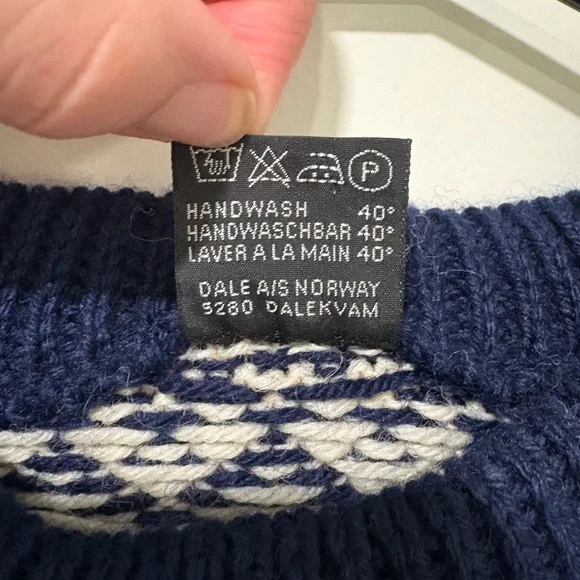 P
HANDWASH 40°
HANDWASCHBAR 40°
LAVER A LA MAIN 40°
DALE A/S NORWAY
5280 DALEKVAM